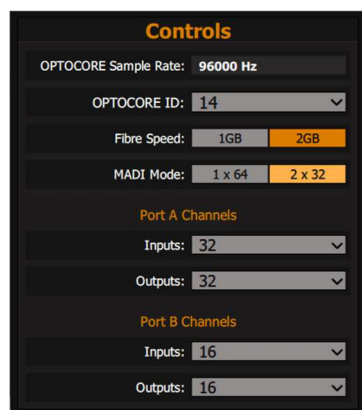 Controls
OPTOCORE Sample Rate: 96000 Hz
OPTOCORE ID: 14
Fibre Speed: 1GB 2GB
MADI Mode: 1 x 64 2 x 32
Port A Channels
Inputs: 32
Outputs: 32
Port B Channels
Inputs: 16
Outputs: 16